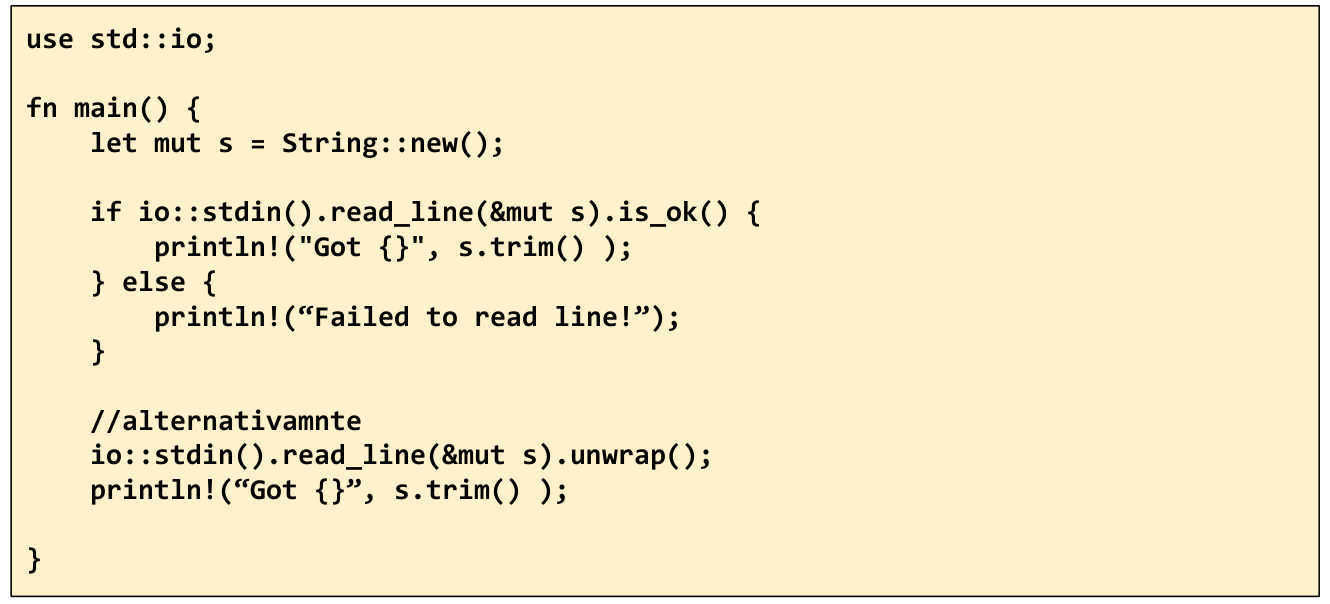 use std::io;
fn main() {
let mut s = String::new();
if io::stdin().read_line(&mut s).is_ok() {
println!("Got {}", s.trim() );
} else {
println!(“Failed to read line!”);
}
//alternativamnte
io::stdin().read_line(&mut s).unwrap();
println!(“Got {}”, s.trim() );
}